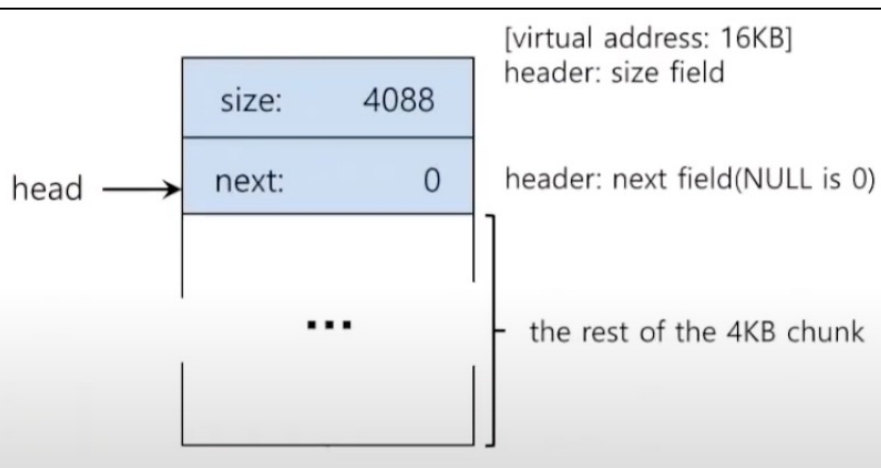 [virtual address: 16KB]
header: size field
size: 4088
head
next: 0
header: next field(NULL is 0)
...
the rest of the 4KB chunk